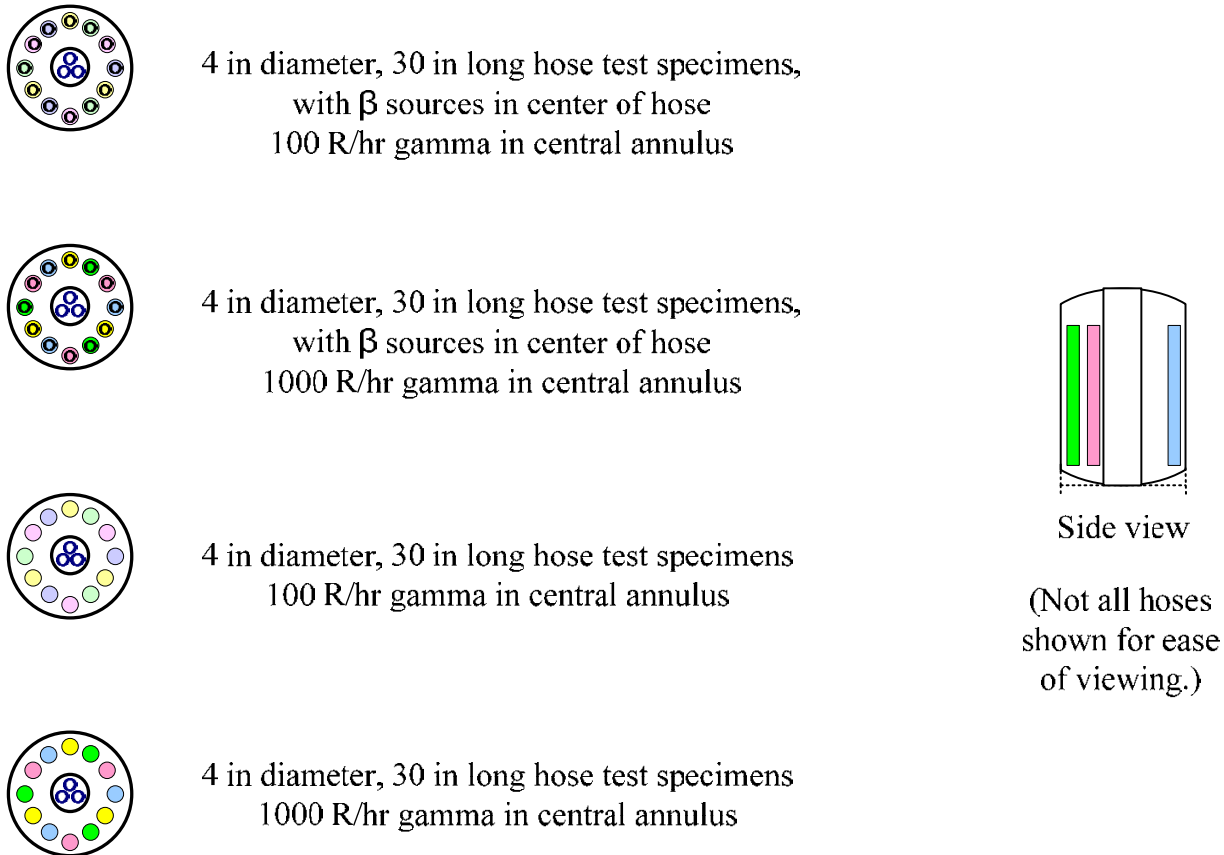 4 in diameter, 30 in long hose test specimens,
with β sources in center of hose
100 R/hr gamma in central annulus
4 in diameter, 30 in long hose test specimens,
with β sources in center of hose
1000 R/hr gamma in central annulus
4 in diameter, 30 in long hose test specimens
100 R/hr gamma in central annulus
4 in diameter, 30 in long hose test specimens
1000 R/hr gamma in central annulus
Side view
(Not all hoses
shown for ease
of viewing.)